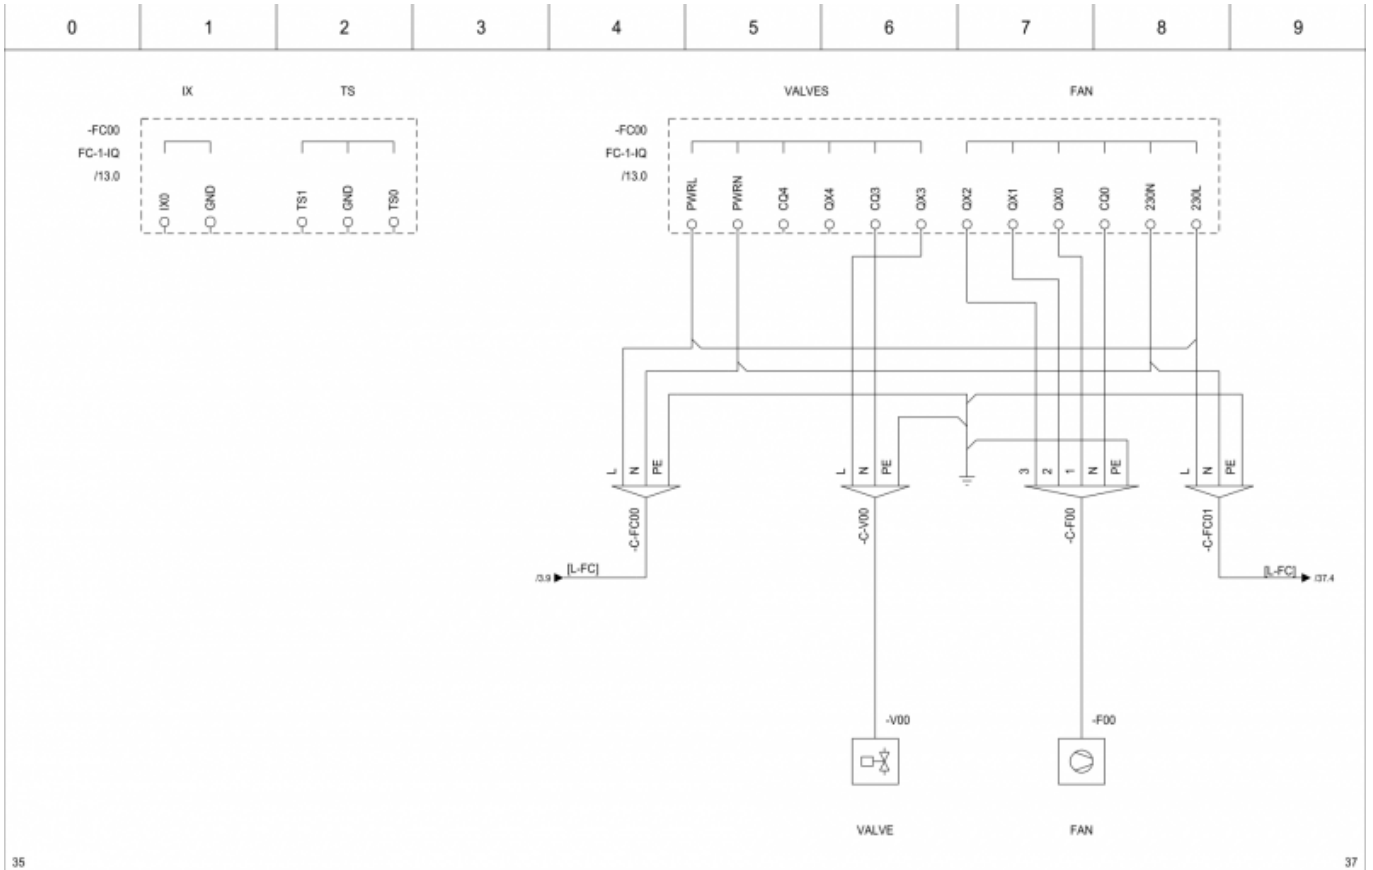 0 1 2 3 4 5 6 7 8 9
IX TS VALVES FAN
-FC00
FC-1-IQ
/13.0
IX0 GND TS1 GND TS0
-FC00
FC-1-IQ
/13.0
PWRL PWRN CQ4 QX4 CQ3 QX3 QX2 QX1 QX0 CQ0 230N 230L
L N PE
L N PE
3 2 1 N PE
L N PE
-C-FC00
-C-V00
-C-F00
-C-FC01
/3.9 [L-FC]
[L-FC] /37.4
-V00
-F00
VALVE
FAN
35
37